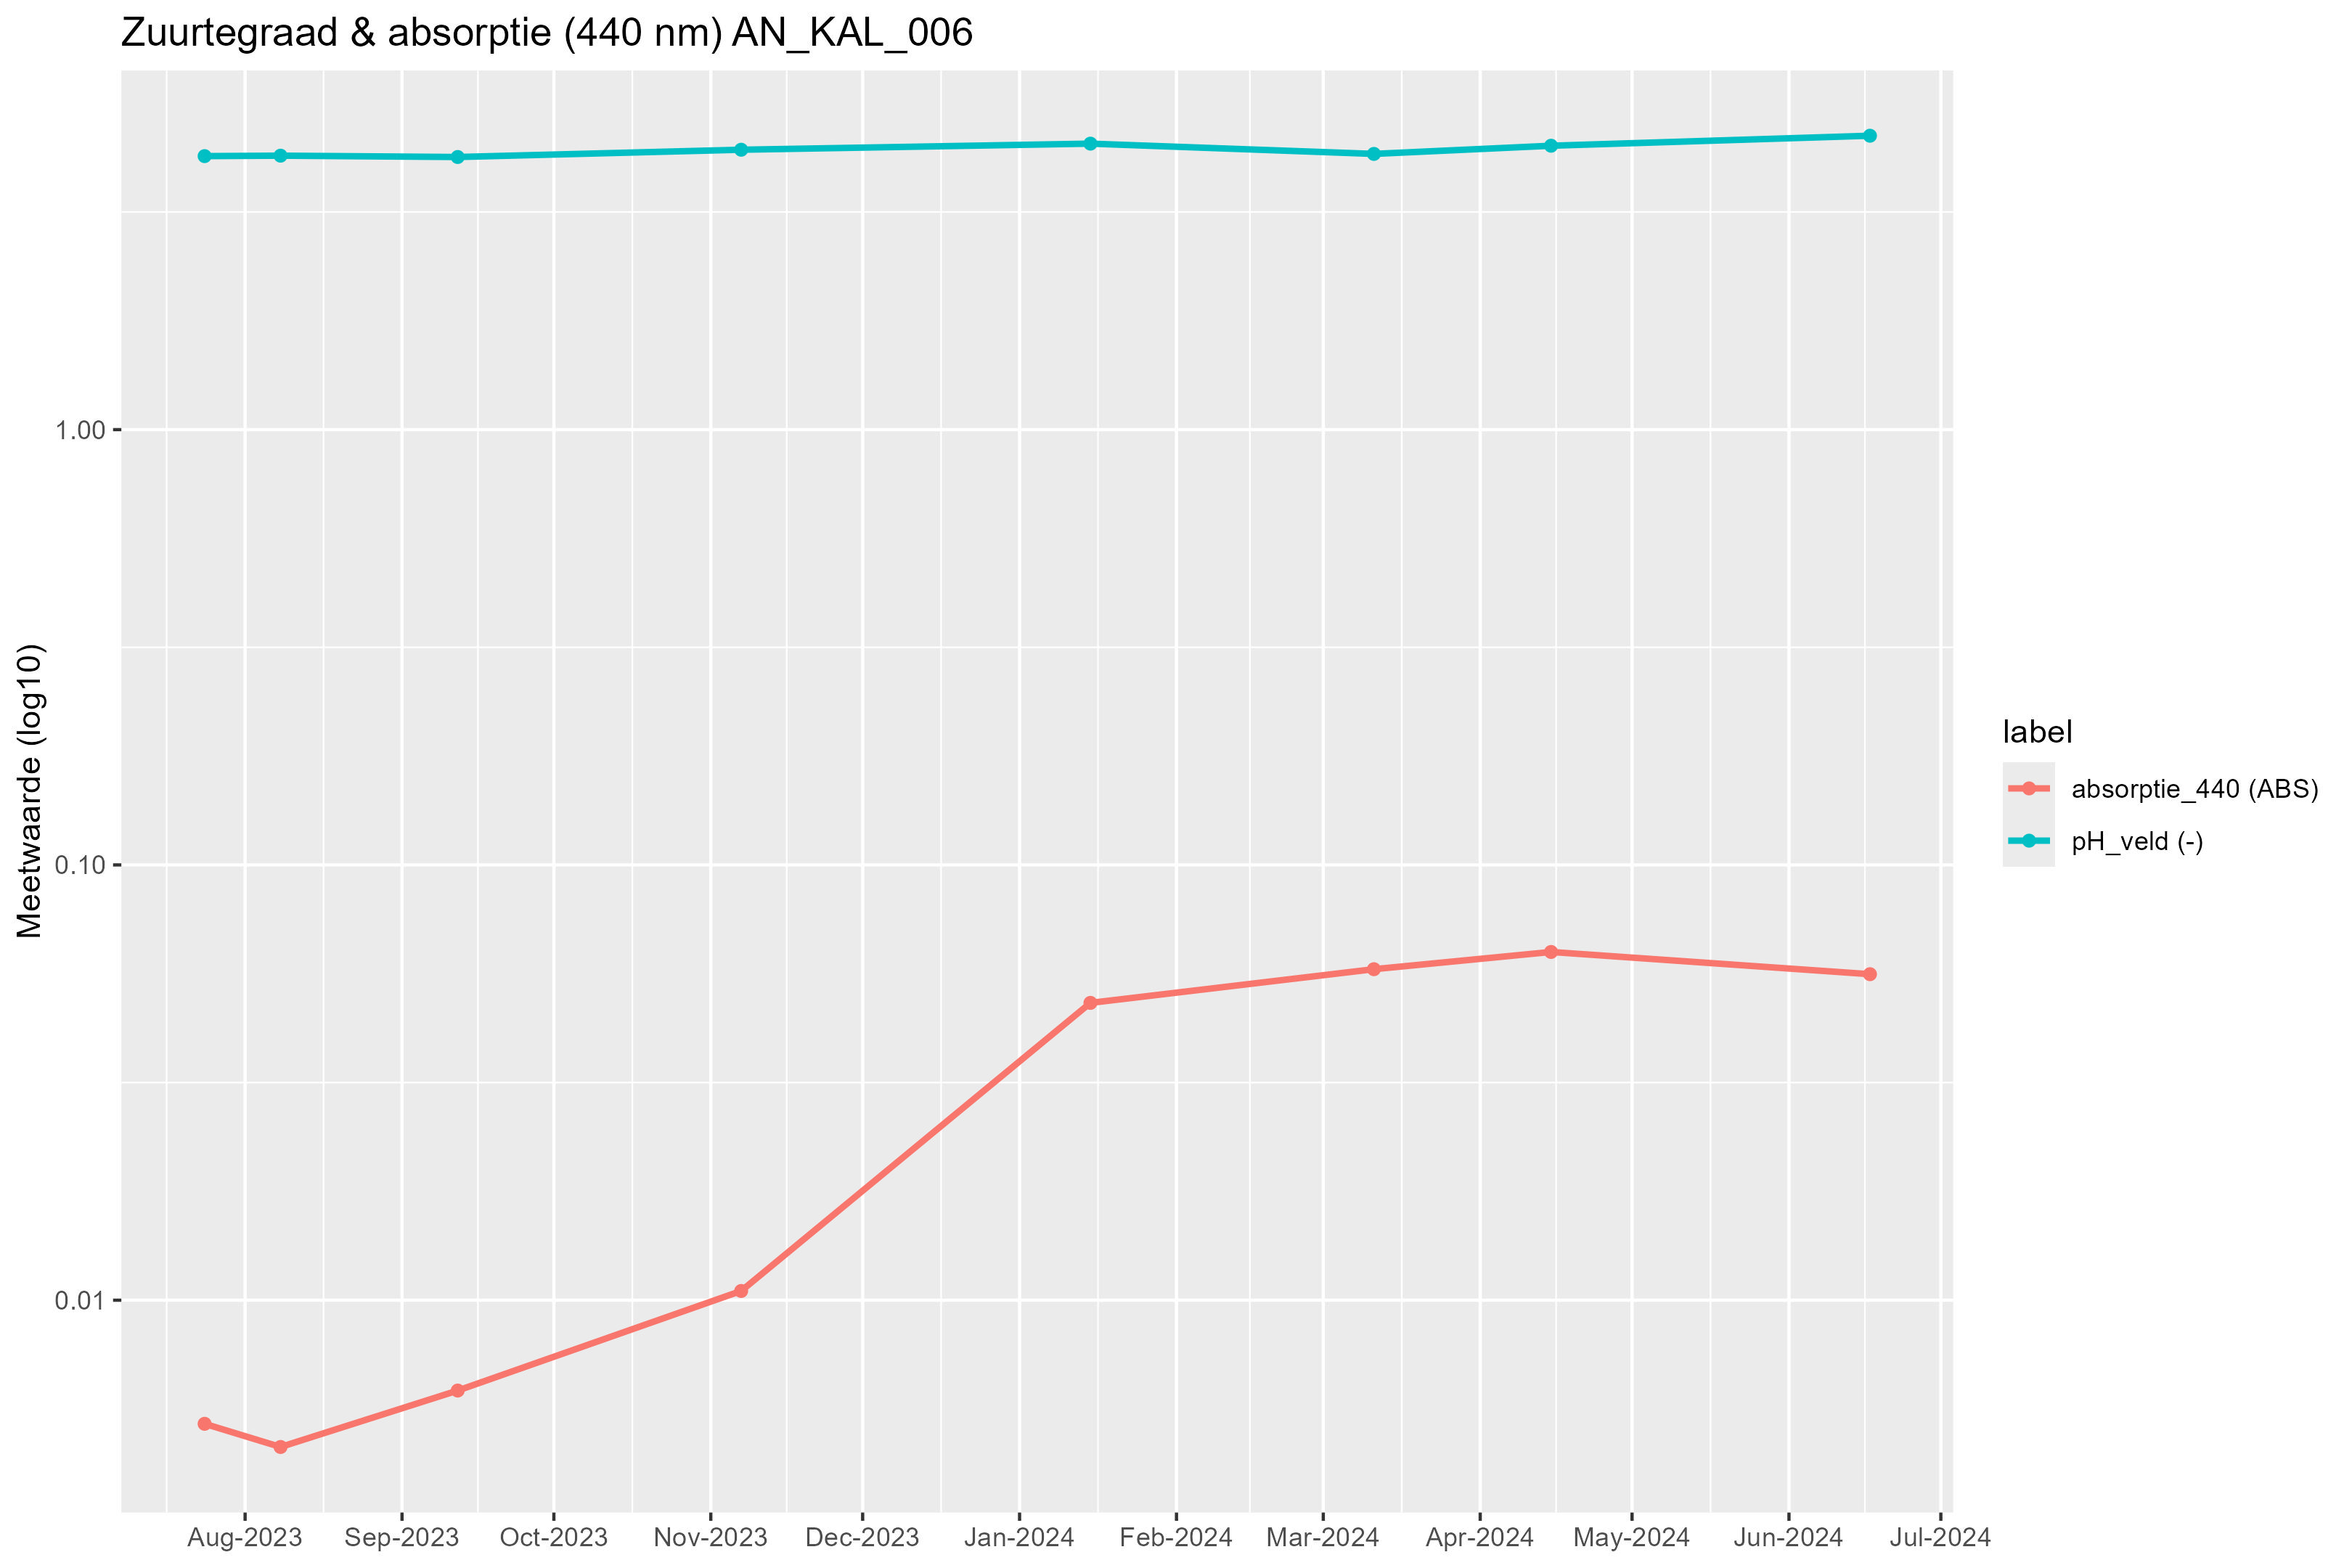 Zuurtegraad & absorptie (440 nm) AN_KAL_006
Meetwaarde (log10)
1.00
0.10
0.01
Aug-2023 Sep-2023 Oct-2023 Nov-2023 Dec-2023 Jan-2024 Feb-2024 Mar-2024 Apr-2024 May-2024 Jun-2024 Jul-2024
label
absorptie_440 (ABS)
pH_veld (-)